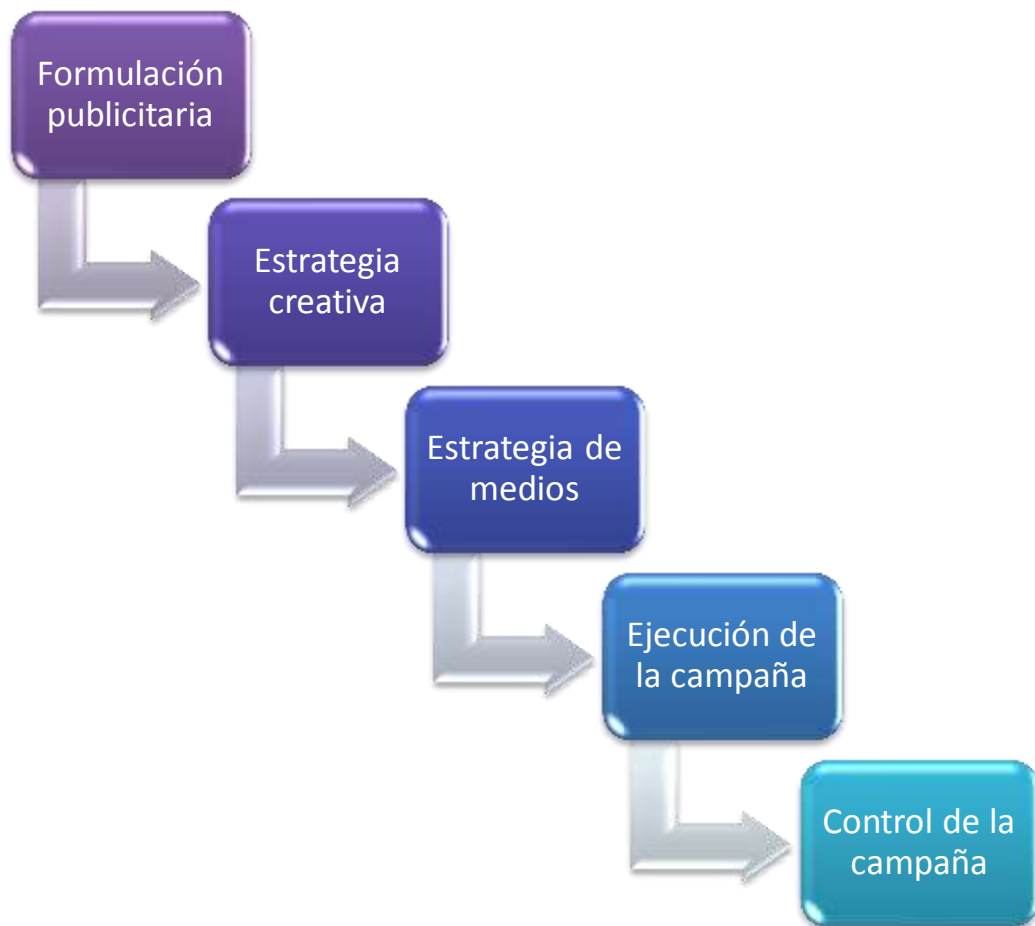 Formulación
publicitaria
Estrategia
creativa
Estrategia de
medios
Ejecución de
la campaña
Control de la
campaña